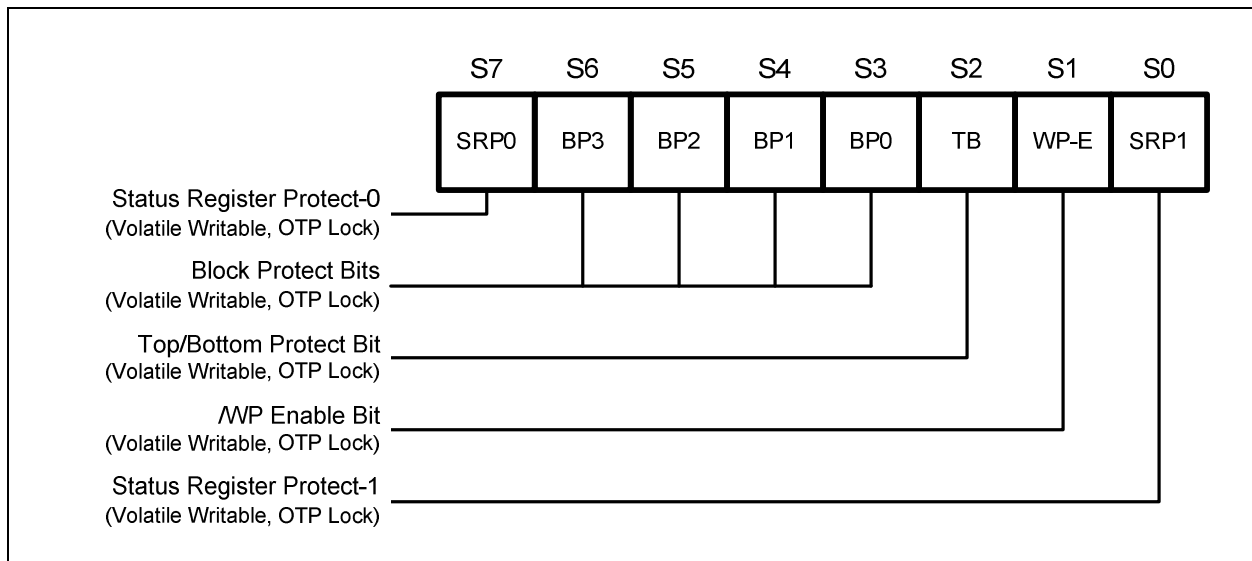 S7 S6 S5 S4 S3 S2 S1 S0
SRP0 BP3 BP2 BP1 BP0 TB WP-E SRP1
Status Register Protect-0
(Volatile Writable, OTP Lock)
Block Protect Bits
(Volatile Writable, OTP Lock)
Top/Bottom Protect Bit
(Volatile Writable, OTP Lock)
/WP Enable Bit
(Volatile Writable, OTP Lock)
Status Register Protect-1
(Volatile Writable, OTP Lock)